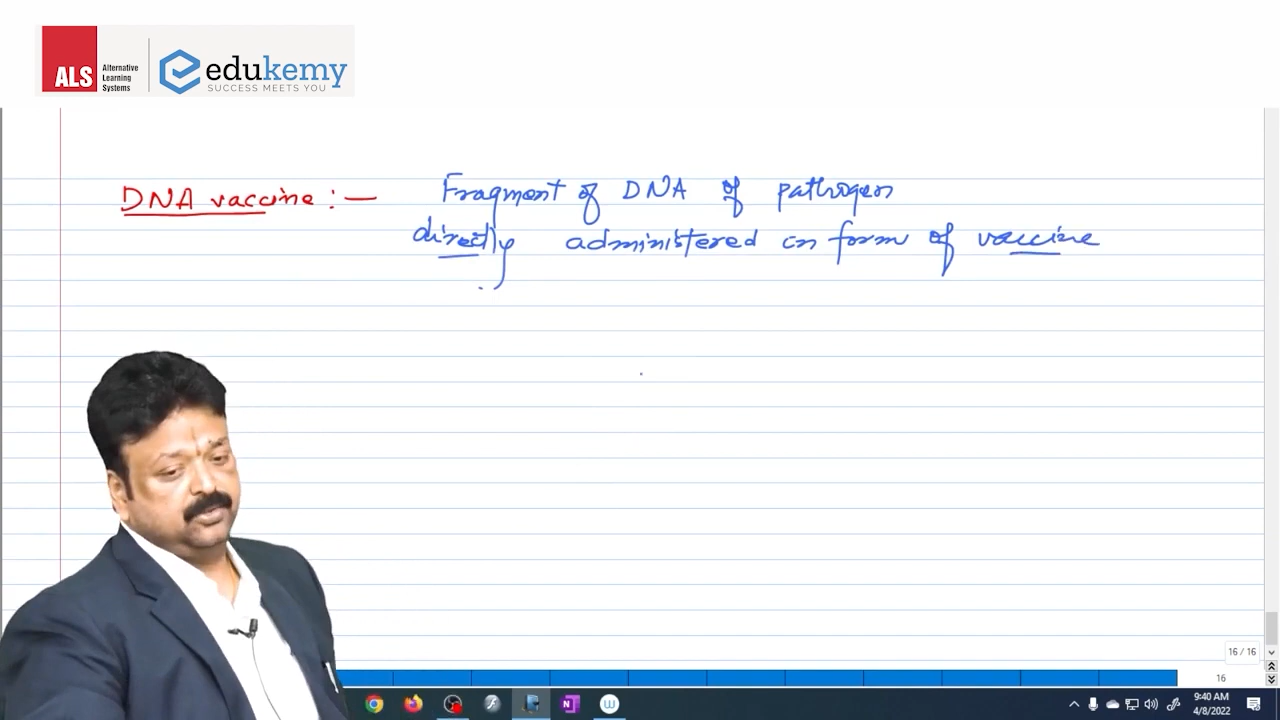 ALS
Alternative
Learning
Systems
edukemy
SUCCESS MEETS YOU
DNA vaccine :— Fragment of DNA of pathogen
directly administered in form of vaccine
16 / 16
16
9:40 AM
4/8/2022